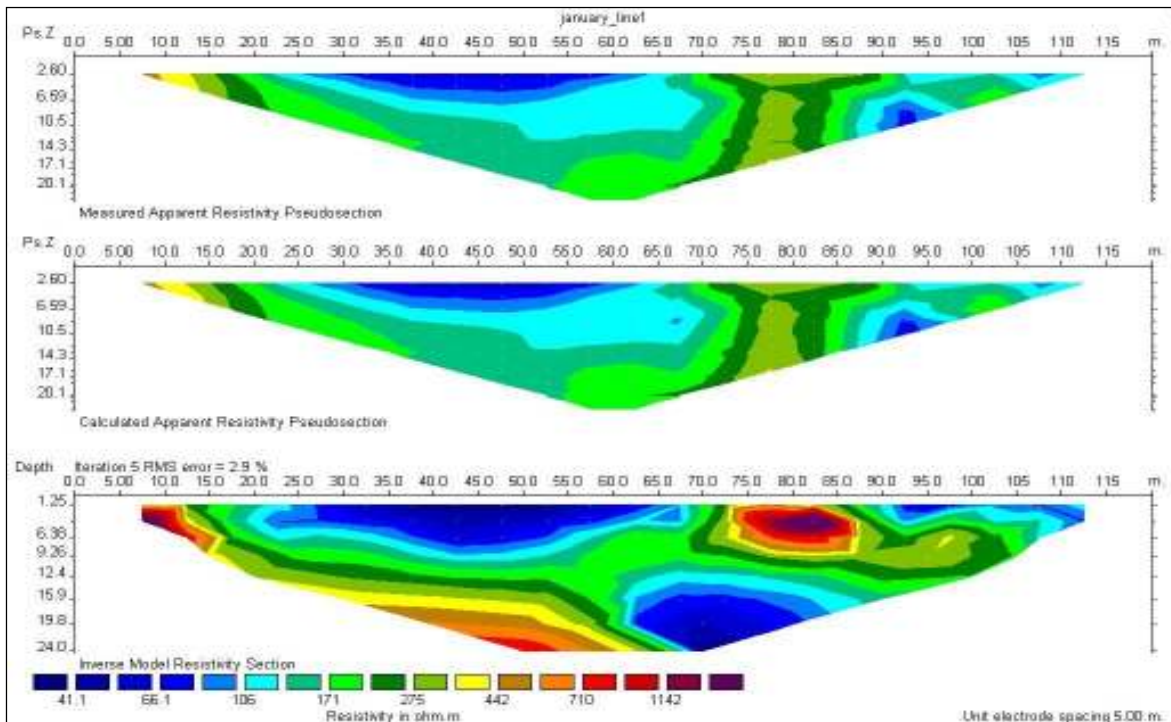 january_line1
Ps.Z 0.0 5.00 10.0 15.0 20.0 25.0 30.0 35.0 40.0 45.0 50.0 55.0 60.0 65.0 70.0 75.0 80.0 85.0 90.0 95.0 100 105 110 115 m.
2.60
6.59
10.5
14.3
17.1
20.1
Measured Apparent Resistivity Pseudosection
Ps.Z 0.0 5.00 10.0 15.0 20.0 25.0 30.0 35.0 40.0 45.0 50.0 55.0 60.0 65.0 70.0 75.0 80.0 85.0 90.0 95.0 100 105 110 115 m.
2.60
6.59
10.5
14.3
17.1
20.1
Calculated Apparent Resistivity Pseudosection
Depth Iteration 5 RMS error = 2.9 %
0.0 5.00 10.0 15.0 20.0 25.0 30.0 35.0 40.0 45.0 50.0 55.0 60.0 65.0 70.0 75.0 80.0 85.0 90.0 95.0 100 105 110 115 m.
1.25
6.36
9.26
12.4
15.9
19.8
24.0
Inverse Model Resistivity Section
41.1 66.1 106 171 275 442 710 1142
Resistivity in ohm.m Unit electrode spacing 5.00 m.